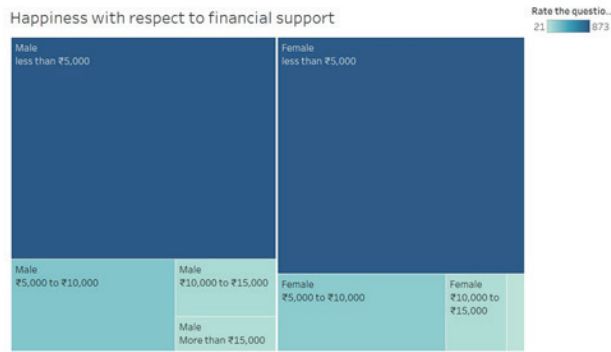 Happiness with respect to financial support
Rate the questio..
21 873
Male
less than ₹5,000
Female
less than ₹5,000
Male
₹5,000 to ₹10,000
Male
₹10,000 to ₹15,000
Male
More than ₹15,000
Female
₹5,000 to ₹10,000
Female
₹10,000 to
₹15,000